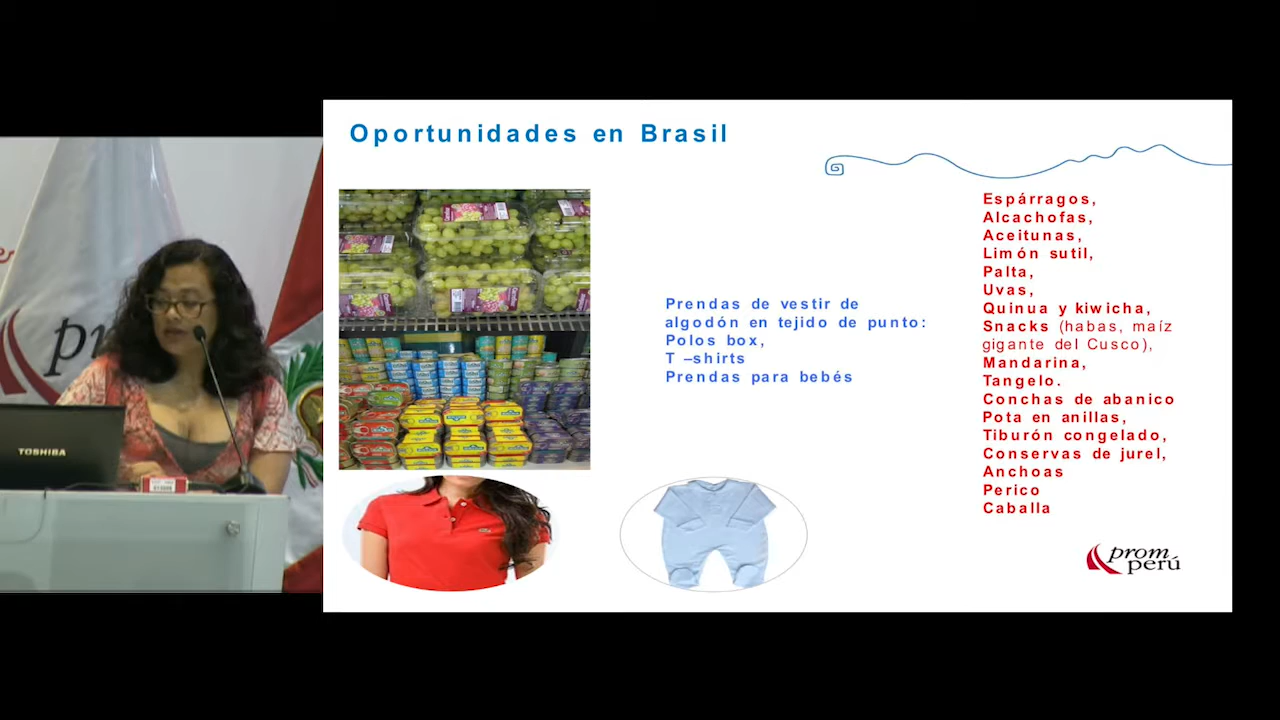 Oportunidades en Brasil
Prendas de vestir de
algodón en tejido de punto:
Polos box,
T –shirts
Prendas para bebés
Espárragos,
Alcachofas,
Aceitunas,
Limón sutil,
Palta,
Uvas,
Quinua y kiwicha,
Snacks (habas, maíz
gigante del Cusco),
Mandarina,
Tangelo.
Conchas de abanico
Pota en anillas,
Tiburón congelado,
Conservas de jurel,
Anchoas
Perico
Caballa
prom
perú
TOSHIBA